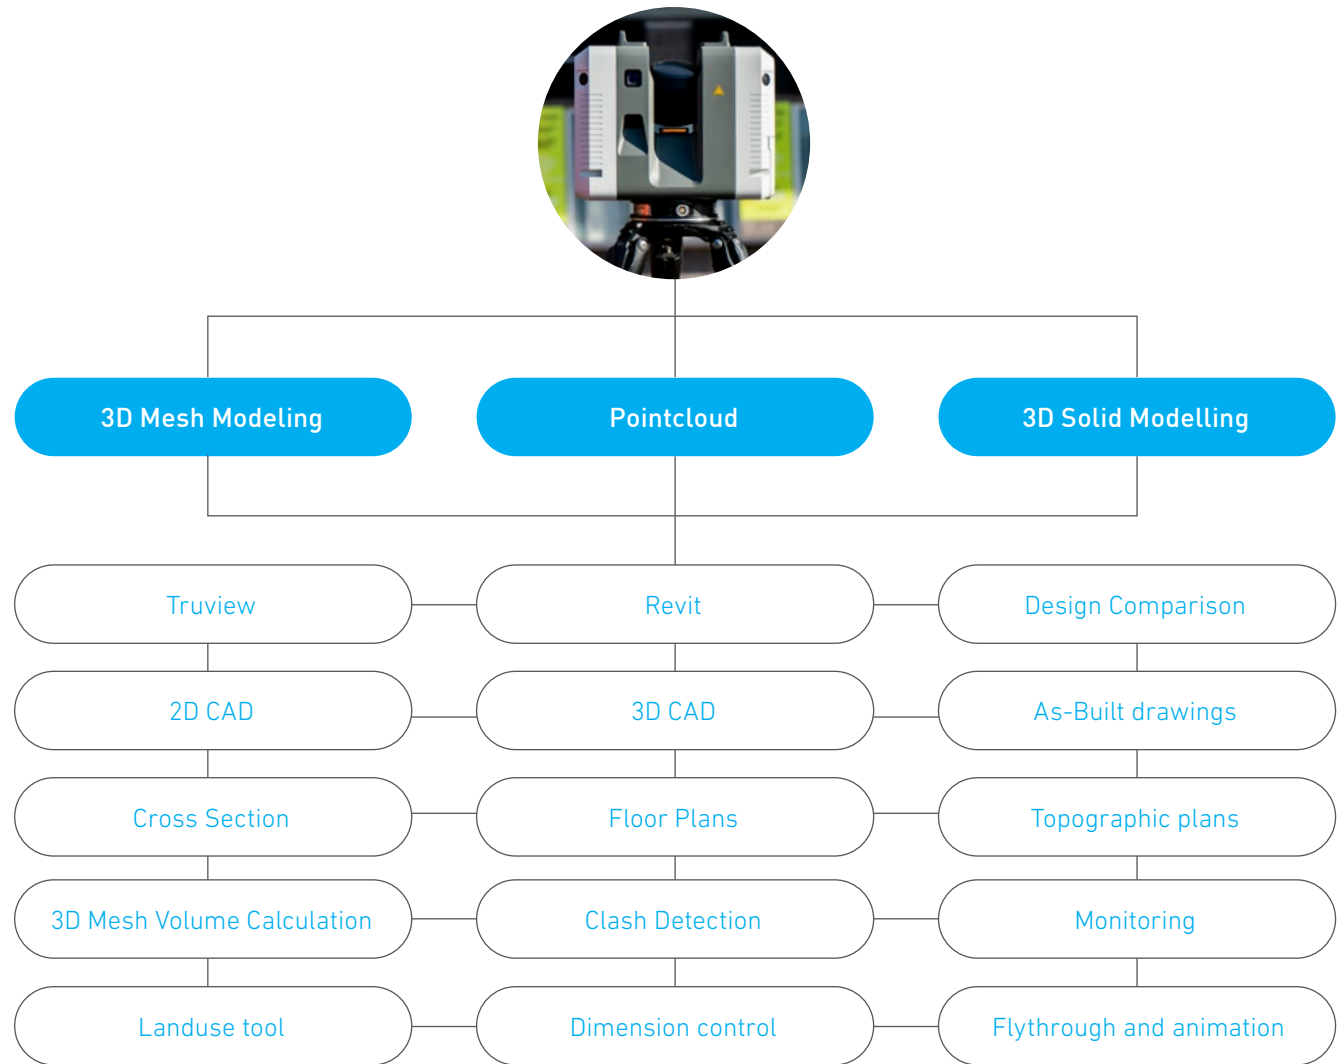 3D Mesh Modeling
Pointcloud
3D Solid Modelling
Truview
Revit
Design Comparison
2D CAD
3D CAD
As-Built drawings
Cross Section
Floor Plans
Topographic plans
3D Mesh Volume Calculation
Clash Detection
Monitoring
Landuse tool
Dimension control
Flythrough and animation